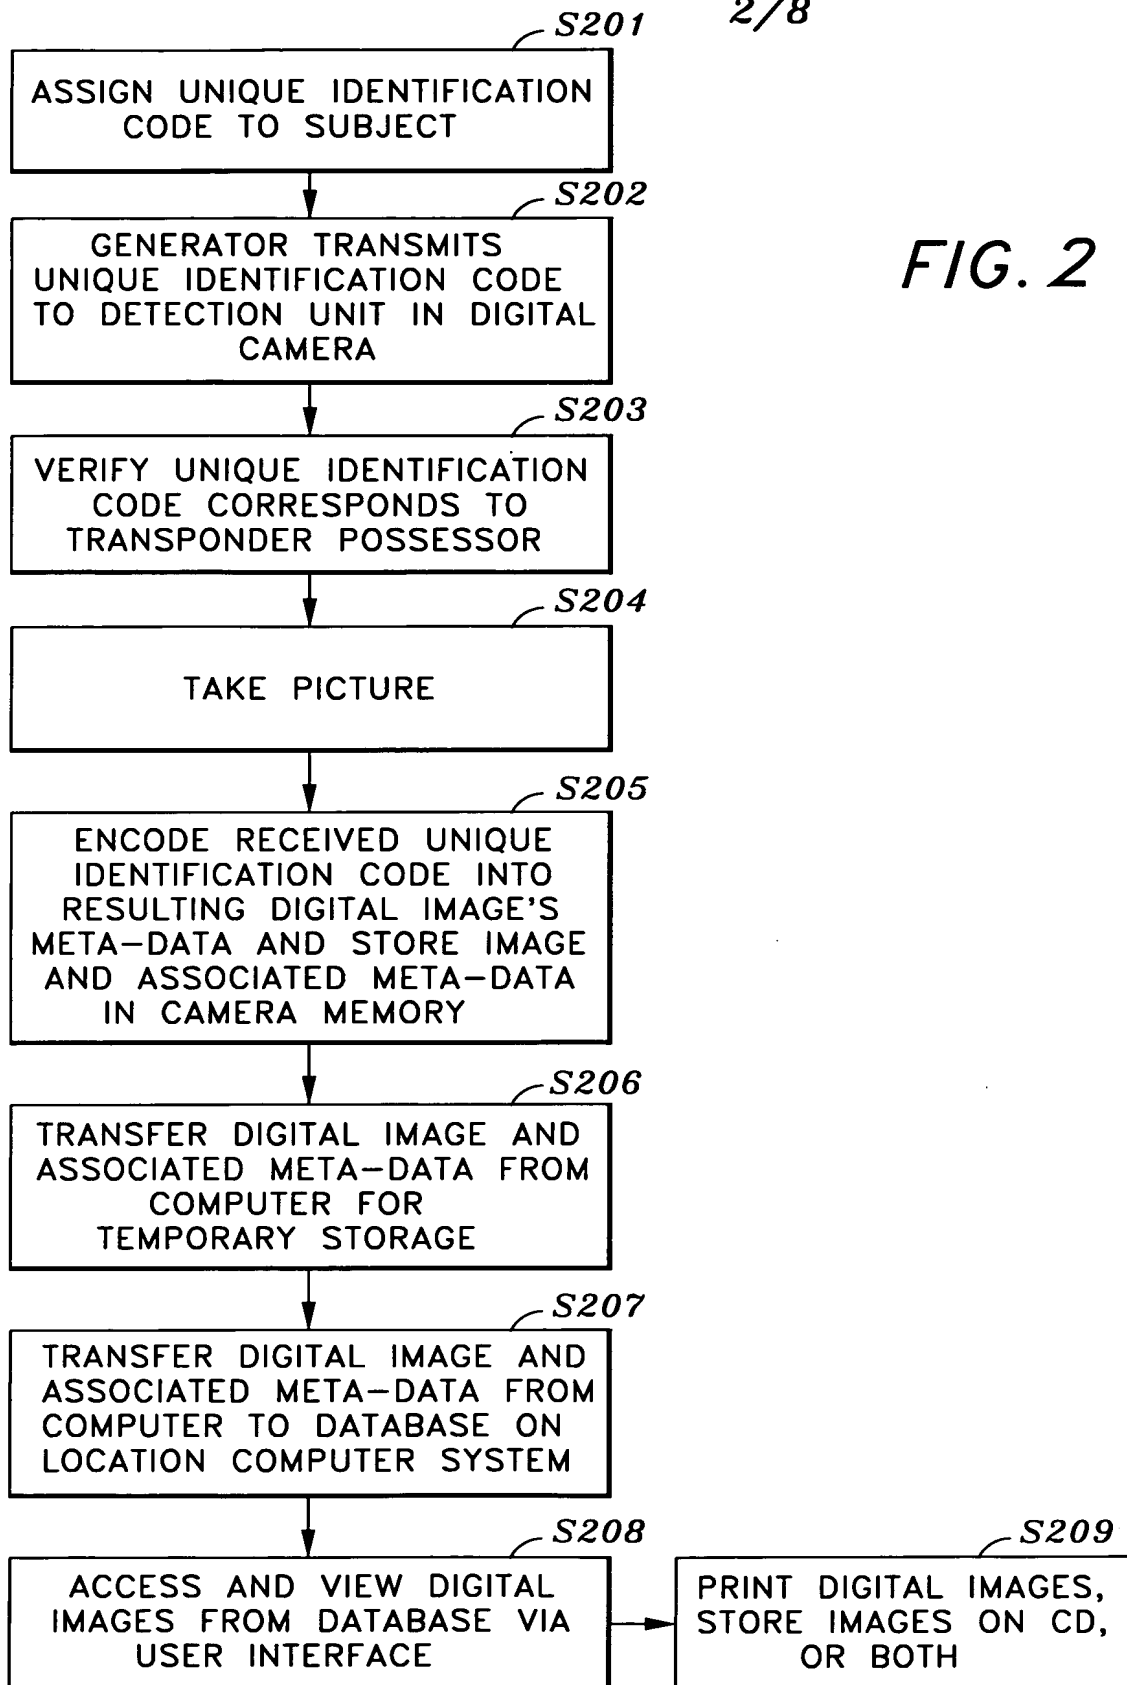 2/8
S201
ASSIGN UNIQUE IDENTIFICATION
CODE TO SUBJECT
S202
GENERATOR TRANSMITS
UNIQUE IDENTIFICATION CODE
TO DETECTION UNIT IN DIGITAL
CAMERA
FIG. 2
S203
VERIFY UNIQUE IDENTIFICATION
CODE CORRESPONDS TO
TRANSPONDER POSSESSOR
S204
TAKE PICTURE
S205
ENCODE RECEIVED UNIQUE
IDENTIFICATION CODE INTO
RESULTING DIGITAL IMAGE'S
META-DATA AND STORE IMAGE
AND ASSOCIATED META-DATA
IN CAMERA MEMORY
S206
TRANSFER DIGITAL IMAGE AND
ASSOCIATED META-DATA FROM
COMPUTER FOR
TEMPORARY STORAGE
S207
TRANSFER DIGITAL IMAGE AND
ASSOCIATED META-DATA FROM
COMPUTER TO DATABASE ON
LOCATION COMPUTER SYSTEM
S208
ACCESS AND VIEW DIGITAL
IMAGES FROM DATABASE VIA
USER INTERFACE
S209
PRINT DIGITAL IMAGES,
STORE IMAGES ON CD,
OR BOTH